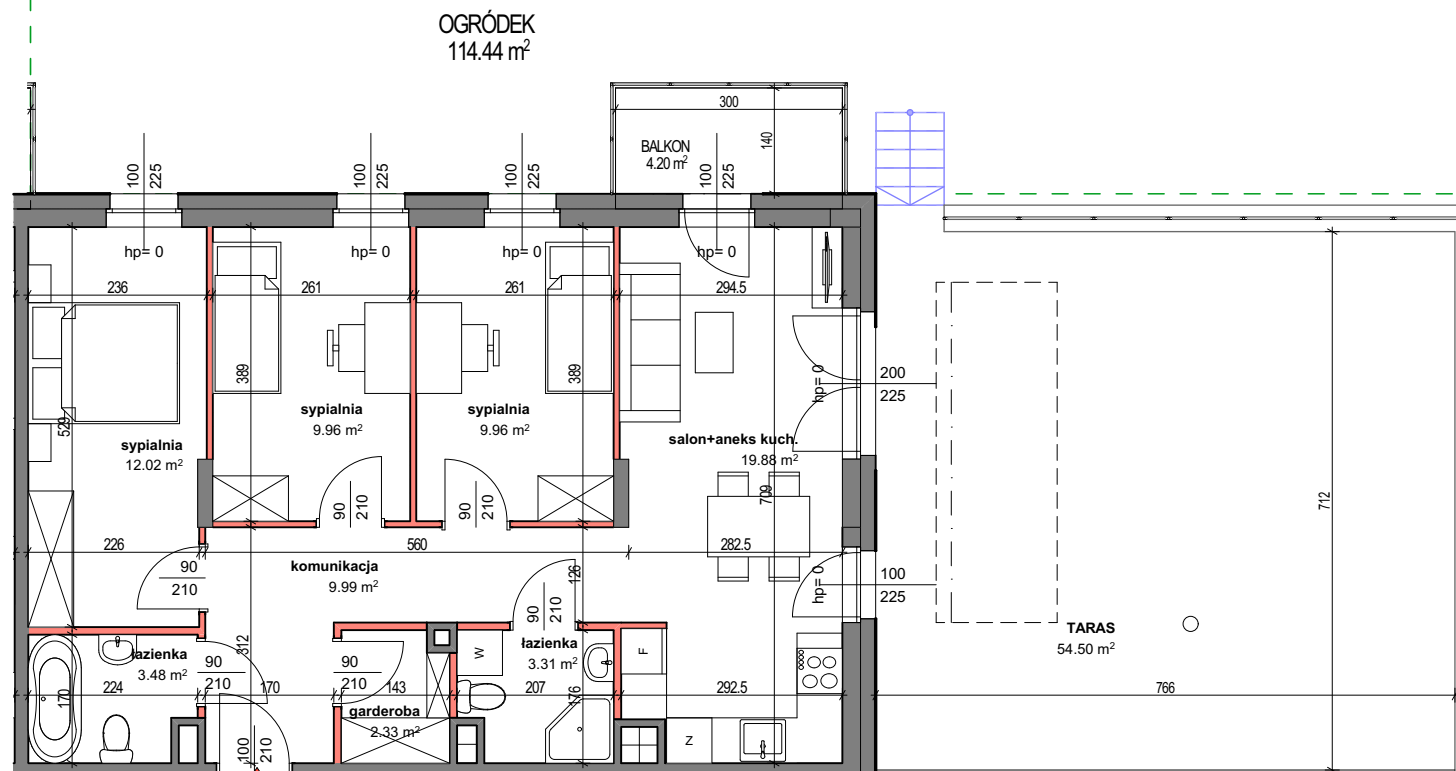 OGRÓDEK
114.44 m²
300
140
BALKON
4.20 m²
100
225
100
225
100
225
100
225
hp= 0
hp= 0
hp= 0
hp= 0
236
261
261
294.5
389
389
529
sypialnia
9.96 m²
sypialnia
9.96 m²
sypialnia
12.02 m²
salon+aneks kuch.
19.88 m²
709
hp= 0
200
225
712
90
210
90
210
226
560
282.5
komunikacja
9.99 m²
126
90
210
90
210
hp= 0
100
225
TARAS
54.50 m²
312
łazienka
3.48 m²
90
210
90
210
W
łazienka
3.31 m²
F
170
224
170
143
207
176
292.5
766
garderoba
2.33 m²
100
210
Z